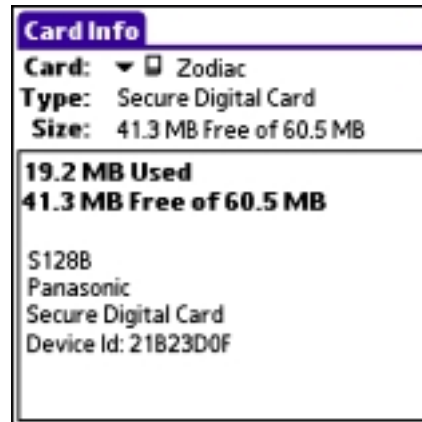 Card Info
Card: Zodiac
Type: Secure Digital Card
Size: 41.3 MB Free of 60.5 MB
19.2 MB Used
41.3 MB Free of 60.5 MB
S128B
Panasonic
Secure Digital Card
Device Id: 21B23D0F